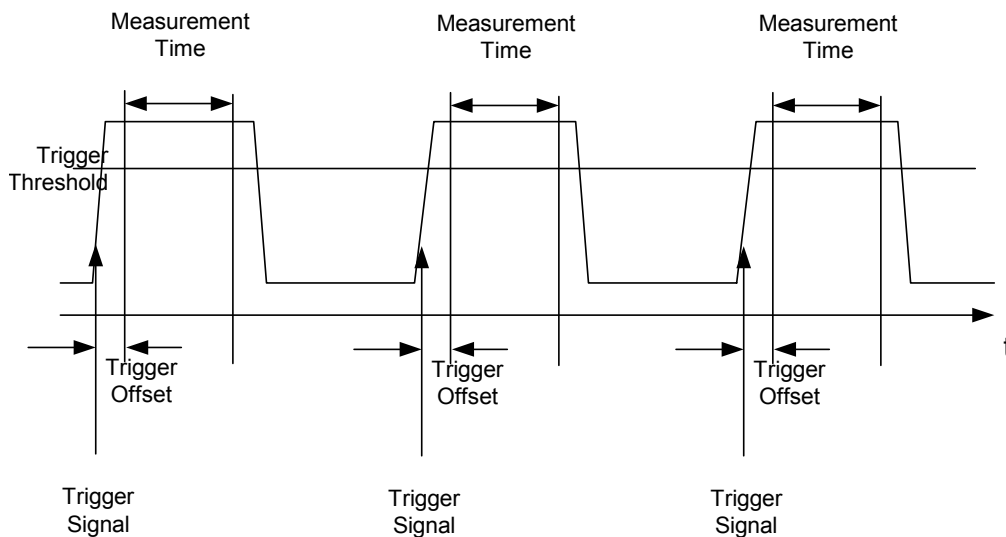 Measurement
Time
Measurement
Time
Measurement
Time
Trigger
Threshold
t
Trigger
Offset
Trigger
Offset
Trigger
Offset
Trigger
Signal
Trigger
Signal
Trigger
Signal